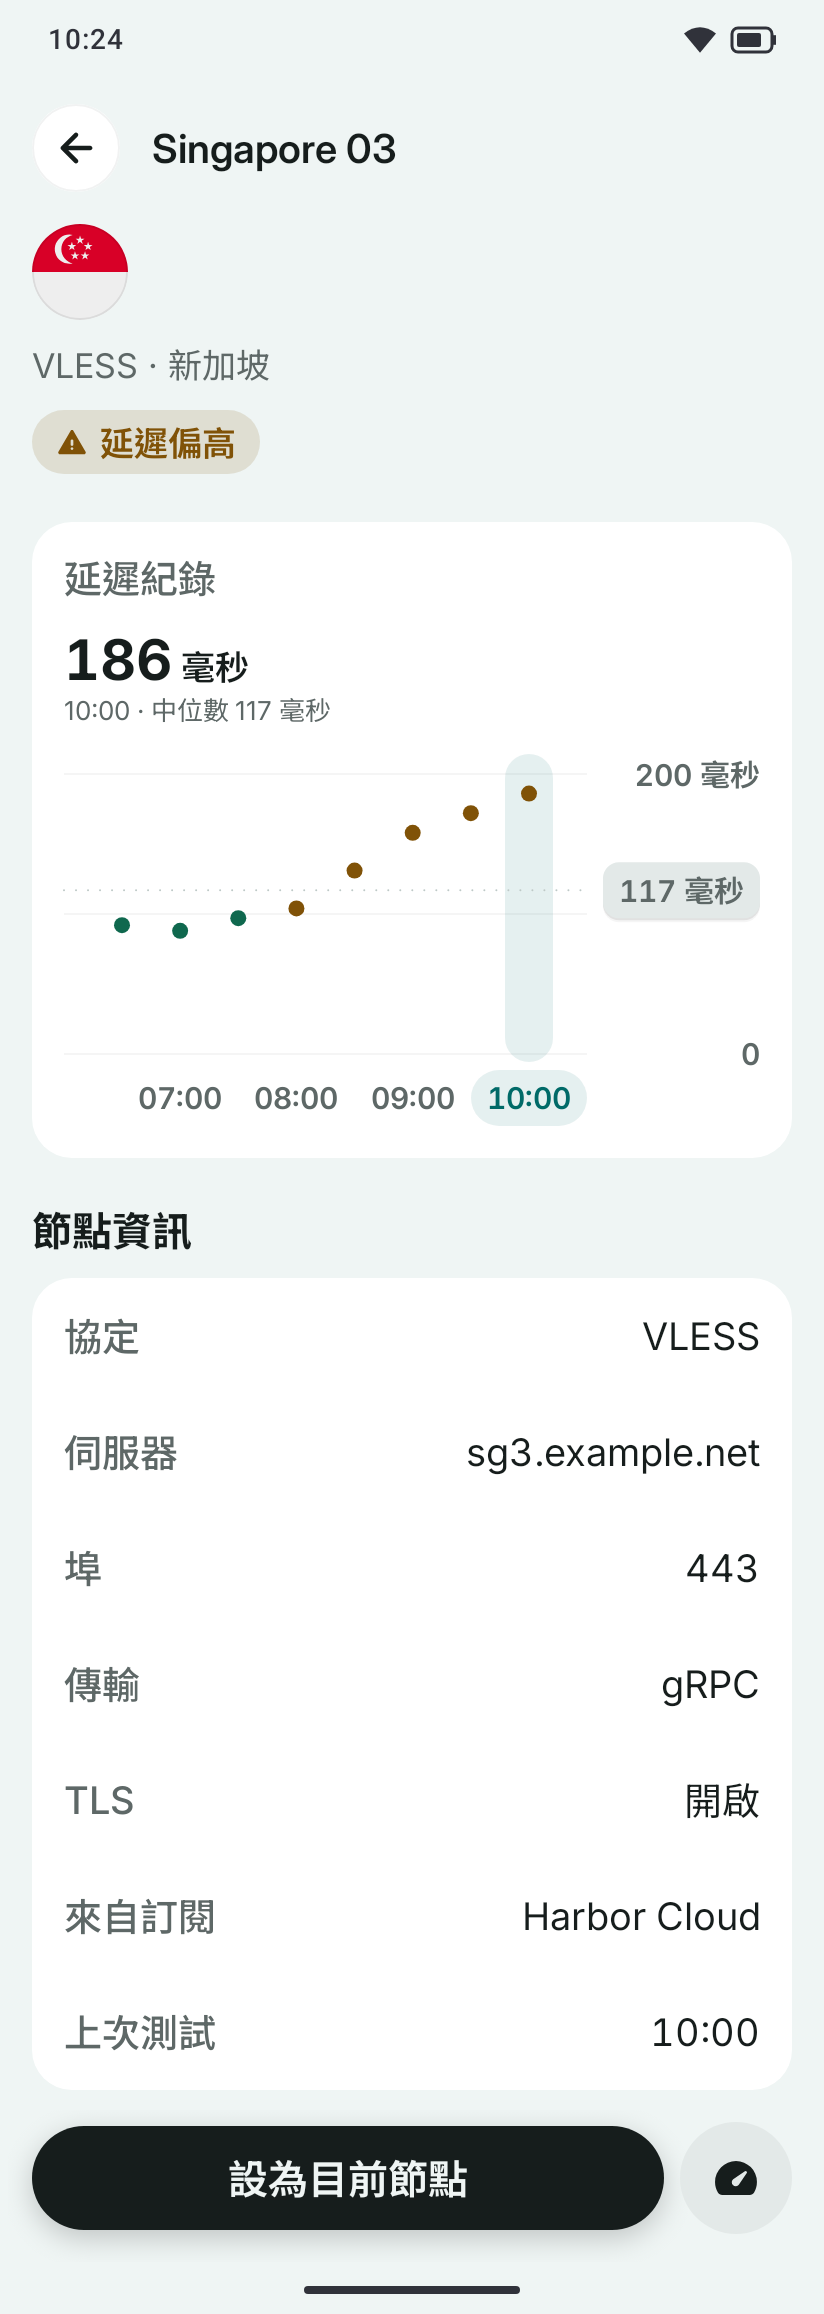 10:24
Singapore 03
VLESS · 新加坡
延遲偏高
延遲紀錄
186 毫秒
10:00 · 中位數 117 毫秒
200 毫秒
117 毫秒
0
07:00 08:00 09:00 10:00
節點資訊
協定 VLESS
伺服器 sg3.example.net
埠 443
傳輸 gRPC
TLS 開啟
來自訂閱 Harbor Cloud
上次測試 10:00
設為目前節點